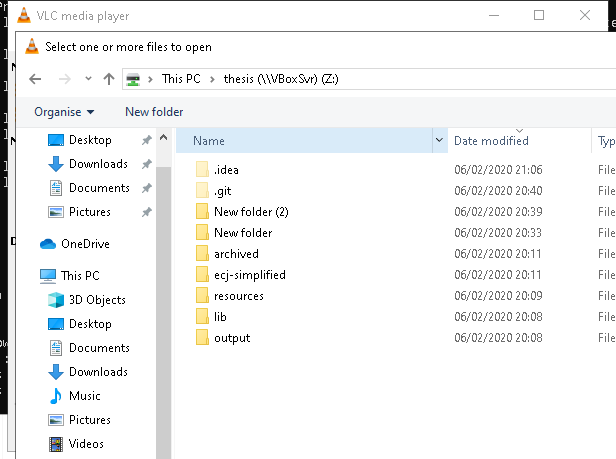 VLC media player
Select one or more files to open
This PC > thesis (\\VBoxSvr) (Z:)
Organise New folder
Name Date modified Typ
Desktop
Downloads
Documents
Pictures
OneDrive
This PC
3D Objects
Desktop
Documents
Downloads
Music
Pictures
Videos
.idea 06/02/2020 21:06 File
.git 06/02/2020 20:40 File
New folder (2) 06/02/2020 20:39 File
New folder 06/02/2020 20:33 File
archived 06/02/2020 20:11 File
ecj-simplified 06/02/2020 20:11 File
resources 06/02/2020 20:09 File
lib 06/02/2020 20:08 File
output 06/02/2020 20:08 File